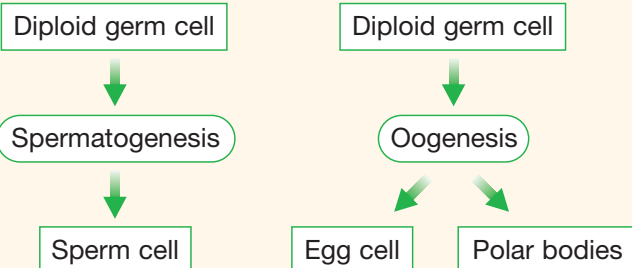 Diploid germ cell
Diploid germ cell
Spermatogenesis
Oogenesis
Sperm cell
Egg cell
Polar bodies